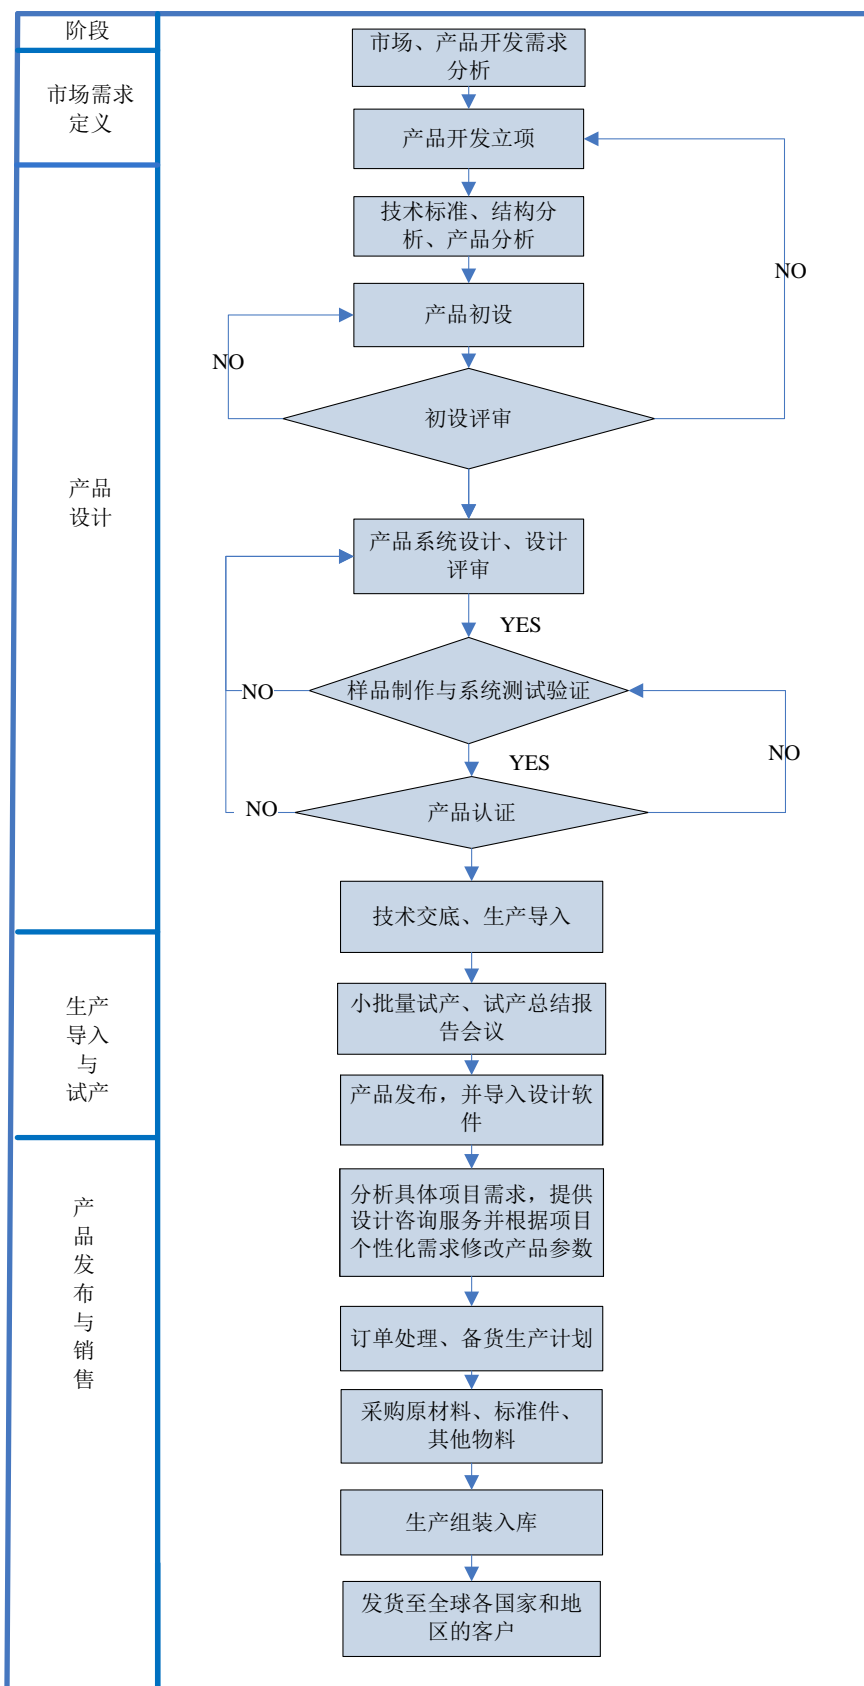 阶段
市场需求
定义
产品
设计
生产
导入
与
试产
产
品
发
布
与
销
售
市场、产品开发需求
分析
产品开发立项
技术标准、结构分
析、产品分析
NO
产品初设
NO
初设评审
产品系统设计、设计
评审
YES
样品制作与系统测试验证
NO
YES
NO
产品认证
NO
技术交底、生产导入
小批量试产、试产总结报
告会议
产品发布，并导入设计软
件
分析具体项目需求，提供
设计咨询服务并根据项目
个性化需求修改产品参数
订单处理、备货生产计划
采购原材料、标准件、
其他物料
生产组装入库
发货至全球各国家和地
区的客户